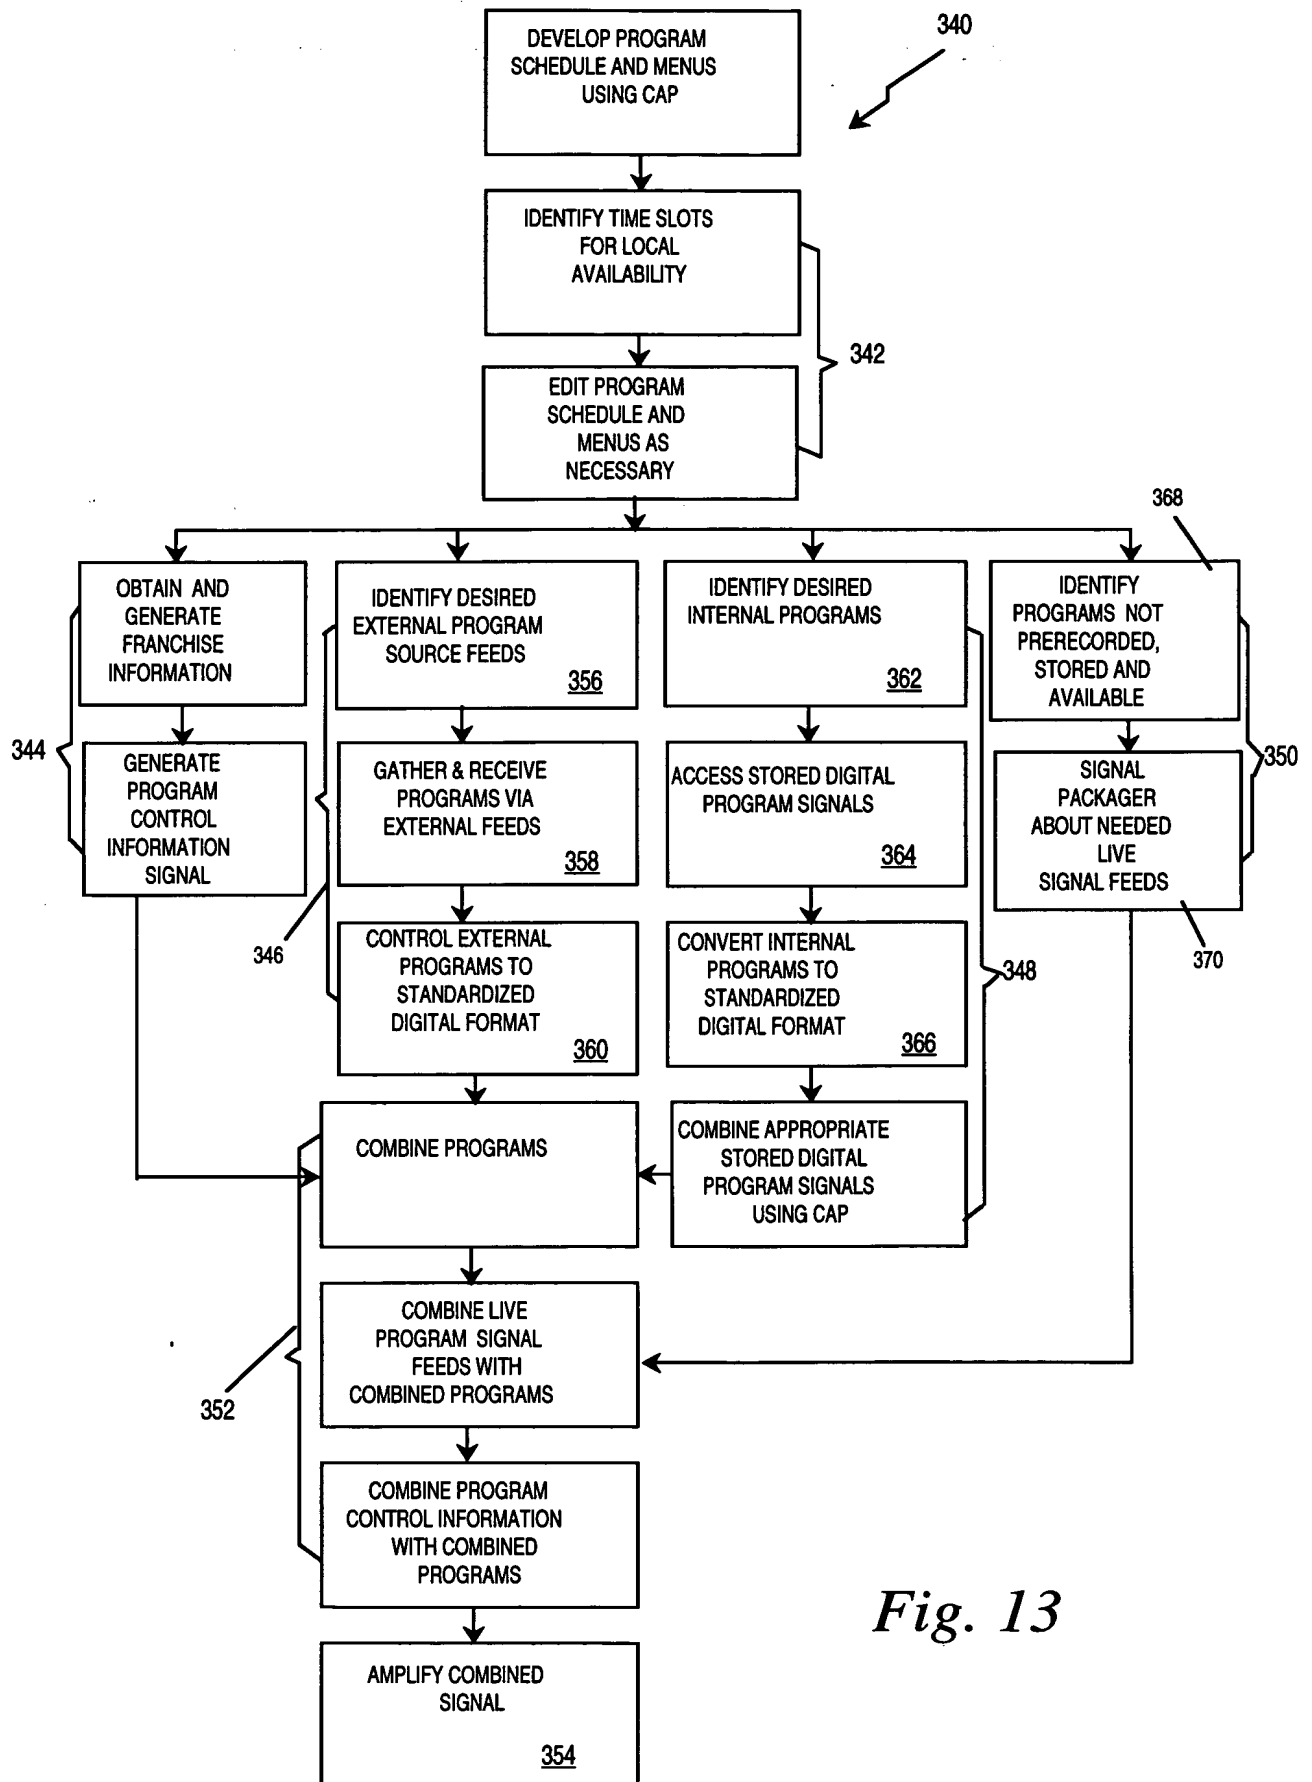 DEVELOP PROGRAM
SCHEDULE AND MENUS
USING CAP
340
IDENTIFY TIME SLOTS
FOR LOCAL
AVAILABILITY
342
EDIT PROGRAM
SCHEDULE AND
MENUS AS
NECESSARY
OBTAIN AND
GENERATE
FRANCHISE
INFORMATION
344
GENERATE
PROGRAM
CONTROL
INFORMATION
SIGNAL
IDENTIFY DESIRED
EXTERNAL PROGRAM
SOURCE FEEDS
356
GATHER & RECEIVE
PROGRAMS VIA
EXTERNAL FEEDS
358
346
CONTROL EXTERNAL
PROGRAMS TO
STANDARDIZED
DIGITAL FORMAT
360
IDENTIFY DESIRED
INTERNAL PROGRAMS
362
ACCESS STORED DIGITAL
PROGRAM SIGNALS
364
CONVERT INTERNAL
PROGRAMS TO
STANDARDIZED
DIGITAL FORMAT
366
348
COMBINE APPROPRIATE
STORED DIGITAL
PROGRAM SIGNALS
USING CAP
368
IDENTIFY
PROGRAMS NOT
PRERECORDED,
STORED AND
AVAILABLE
350
SIGNAL
PACKAGER
ABOUT NEEDED
LIVE
SIGNAL FEEDS
370
COMBINE PROGRAMS
COMBINE LIVE
PROGRAM SIGNAL
FEEDS WITH
COMBINED PROGRAMS
352
COMBINE PROGRAM
CONTROL INFORMATION
WITH COMBINED
PROGRAMS
AMPLIFY COMBINED
SIGNAL
354
Fig. 13